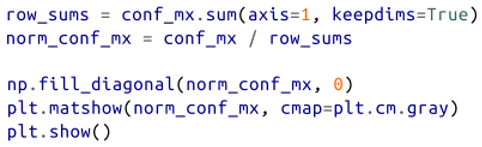 row_sums = conf_mx.sum(axis=1, keepdims=True)
norm_conf_mx = conf_mx / row_sums
np.fill_diagonal(norm_conf_mx, 0)
plt.matshow(norm_conf_mx, cmap=plt.cm.gray)
plt.show()